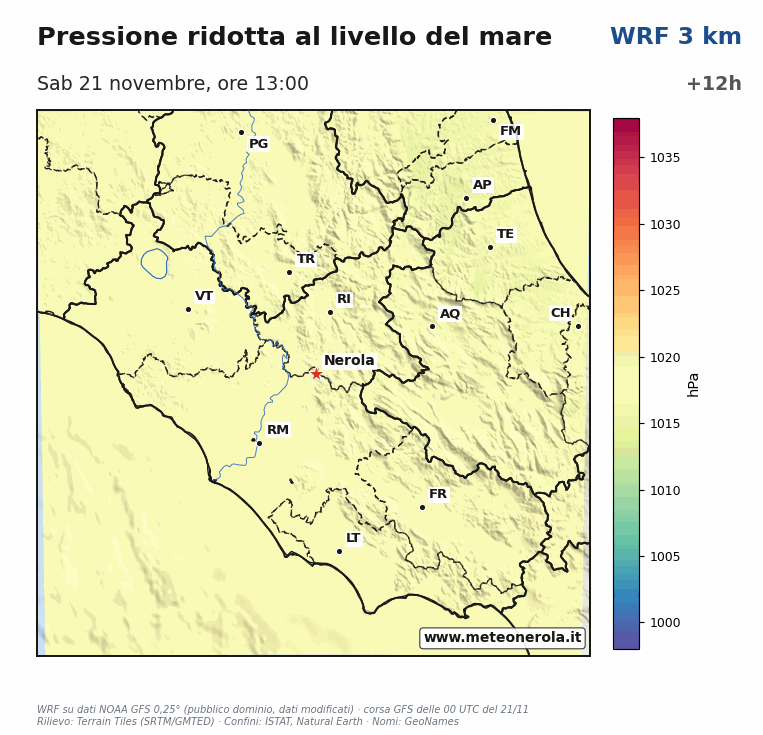 Pressione ridotta al livello del mare
WRF 3 km
Sab 21 novembre, ore 13:00
+12h
FM
PG
AP
TE
TR
RI
VT
AQ
CH
Nerola
RM
FR
LT
www.meteonerola.it
1035
1030
1025
1020
1015
1010
1005
1000
hPa
WRF su dati NOAA GFS 0,25° (pubblico dominio, dati modificati) · corsa GFS delle 00 UTC del 21/11
Rilievo: Terrain Tiles (SRTM/GMTED) · Confini: ISTAT, Natural Earth · Nomi: GeoNames